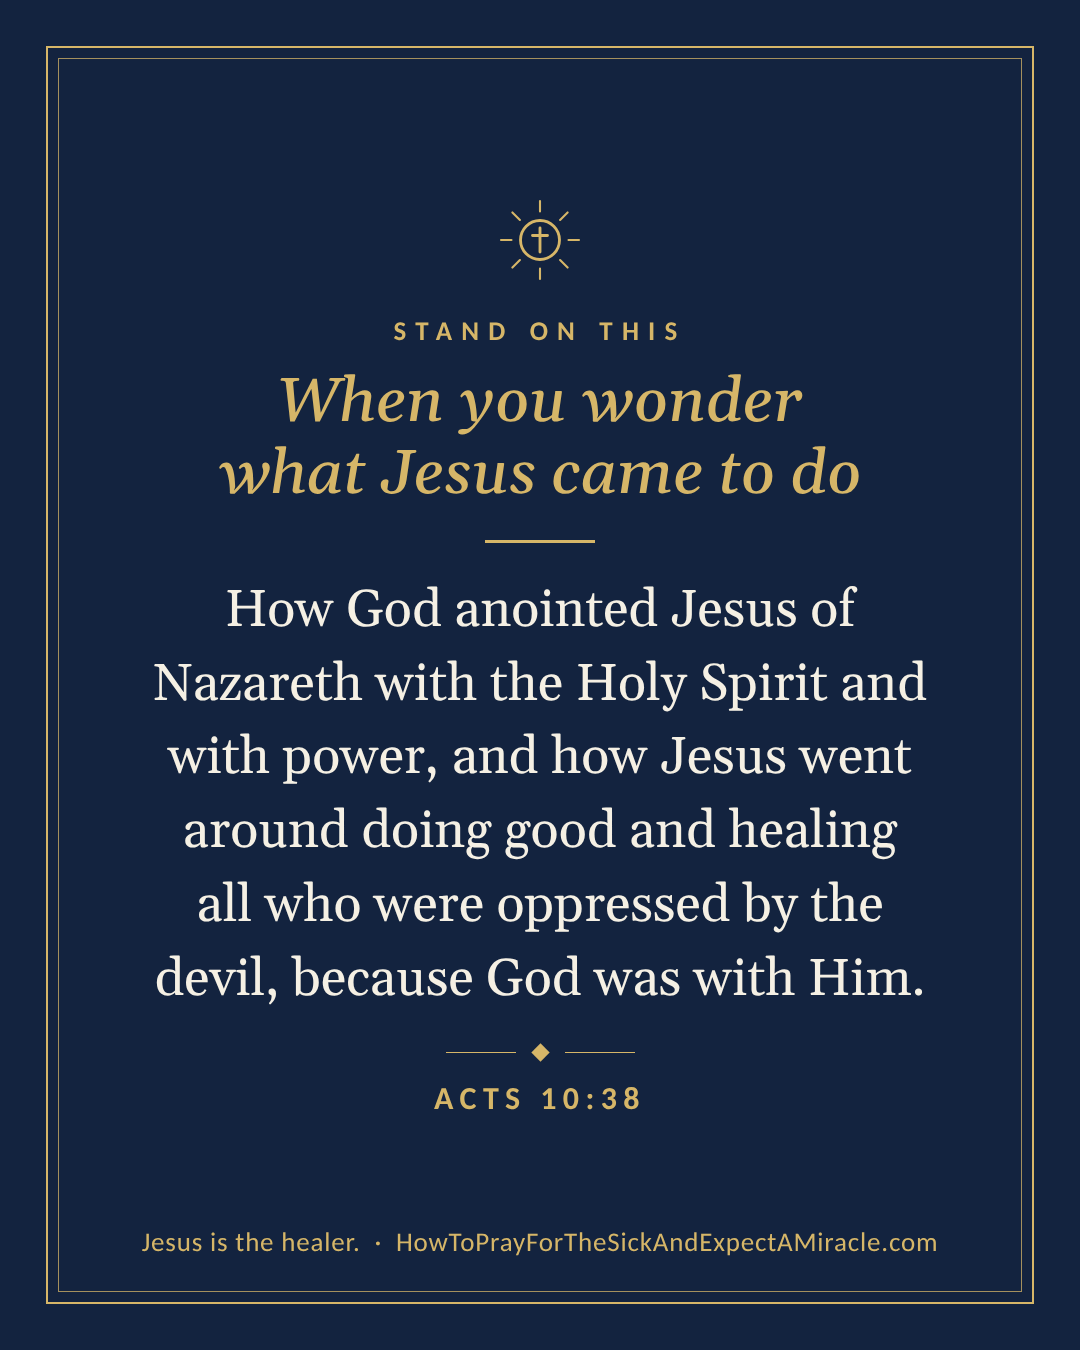 STAND ON THIS
When you wonder
what Jesus came to do
How God anointed Jesus of
Nazareth with the Holy Spirit and
with power, and how Jesus went
around doing good and healing
all who were oppressed by the
devil, because God was with Him.
ACTS 10:38
Jesus is the healer. · HowToPrayForTheSickAndExpectAMiracle.com